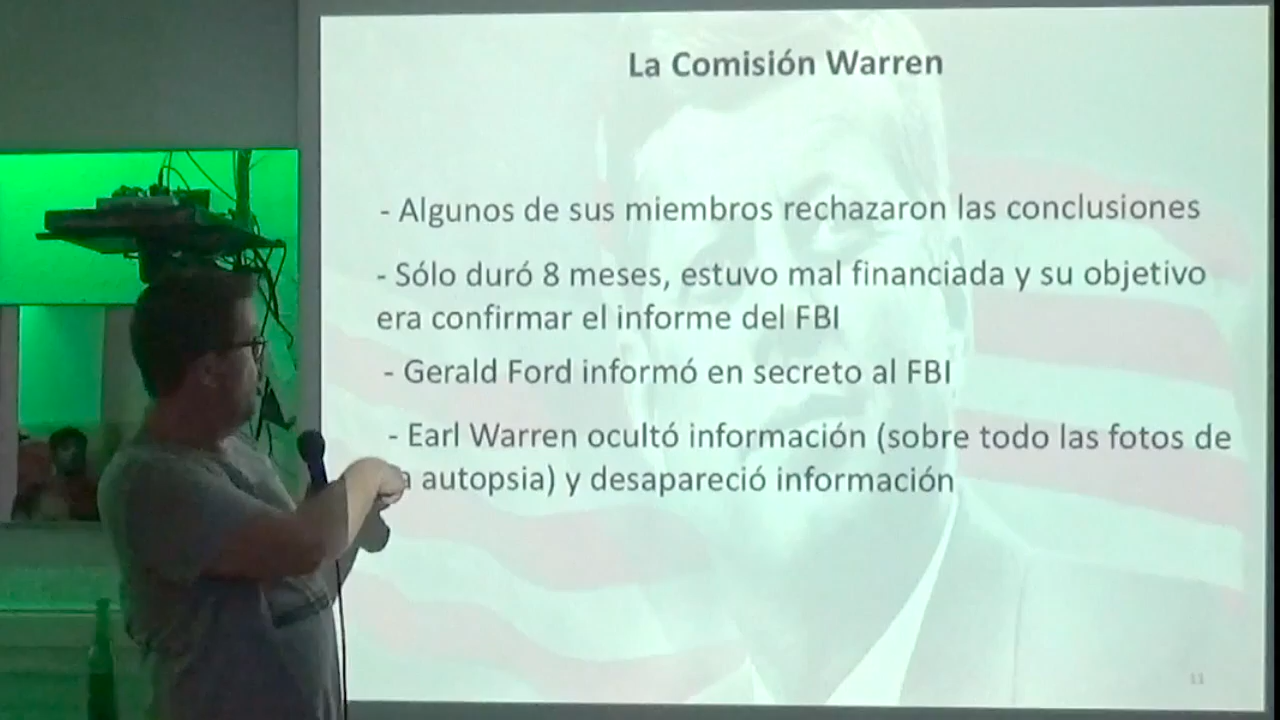 La Comisión Warren
- Algunos de sus miembros rechazaron las conclusiones
- Sólo duró 8 meses, estuvo mal financiada y su objetivo
era confirmar el informe del FBI
- Gerald Ford informó en secreto al FBI
- Earl Warren ocultó información (sobre todo las fotos de
a autopsia) y desapareció información
11